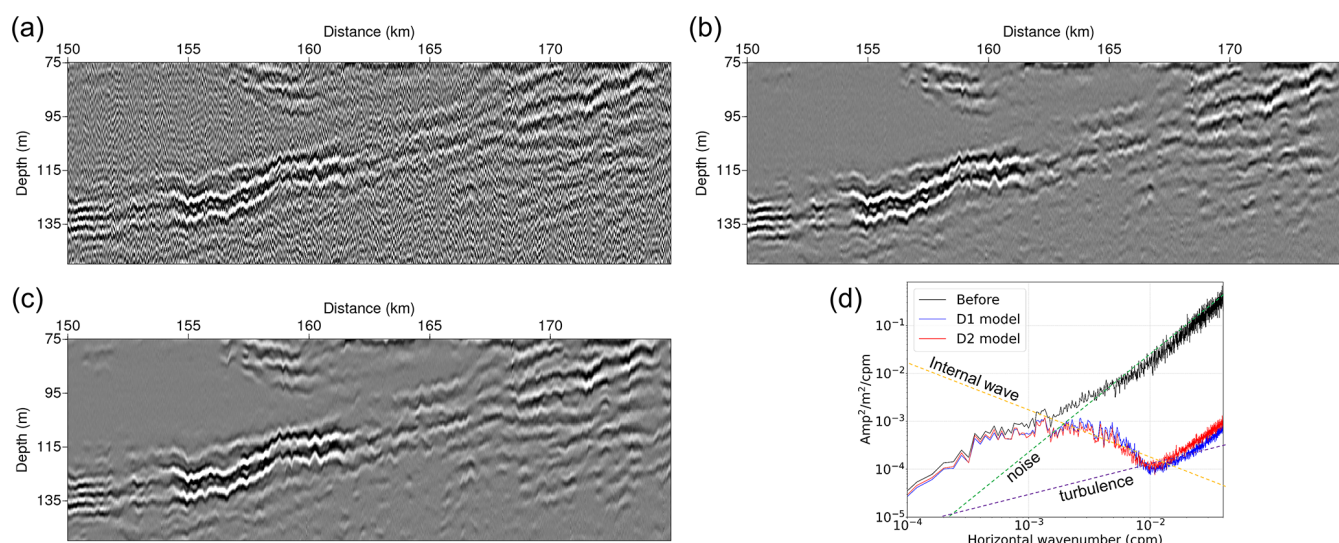 (a)
Distance (km)
150 155 160 165 170
75
95
115
135
Depth (m)
(b)
Distance (km)
150 155 160 165 170
75
95
115
135
Depth (m)
(c)
Distance (km)
150 155 160 165 170
75
95
115
135
Depth (m)
(d)
Before
D1 model
D2 model
Internal wave
noise
turbulence
10⁻¹
10⁻²
10⁻³
10⁻⁴
10⁻⁵
Amp²/m²/cpm
10⁻⁴ 10⁻³ 10⁻²
Horizontal wavenumber (cpm)